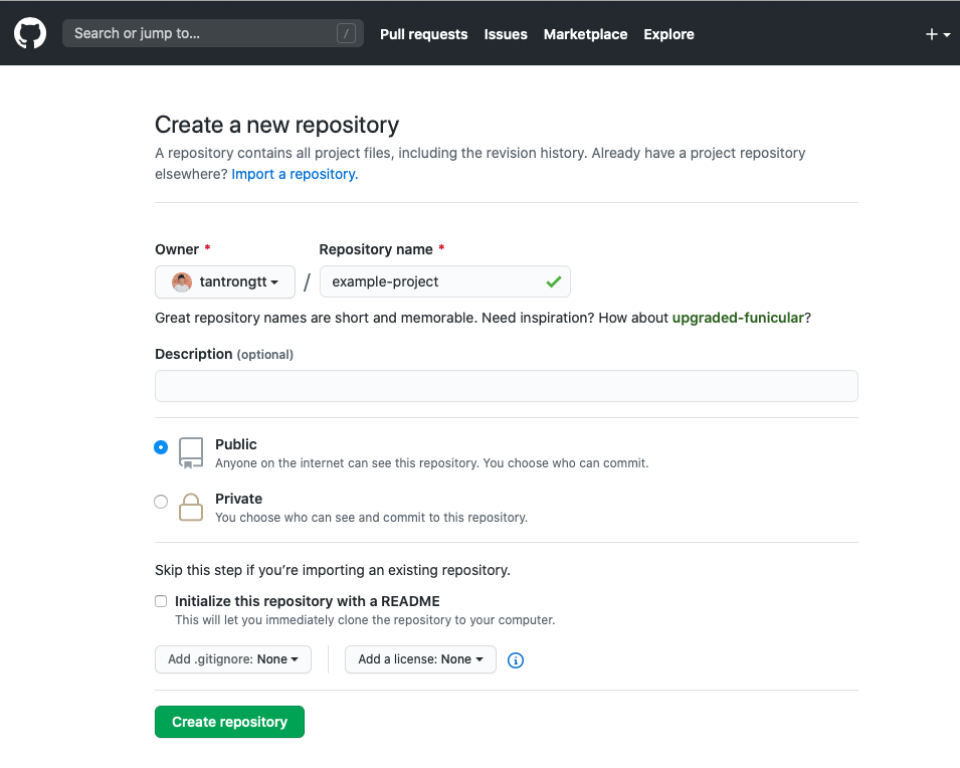 Search or jump to... /
Pull requests Issues Marketplace Explore
Create a new repository
A repository contains all project files, including the revision history. Already have a project repository
elsewhere? Import a repository.
Owner * Repository name *
tantrongtt / example-project
Great repository names are short and memorable. Need inspiration? How about upgraded-funicular?
Description (optional)
Public
Anyone on the internet can see this repository. You choose who can commit.
Private
You choose who can see and commit to this repository.
Skip this step if you’re importing an existing repository.
Initialize this repository with a README
This will let you immediately clone the repository to your computer.
Add .gitignore: None Add a license: None
Create repository